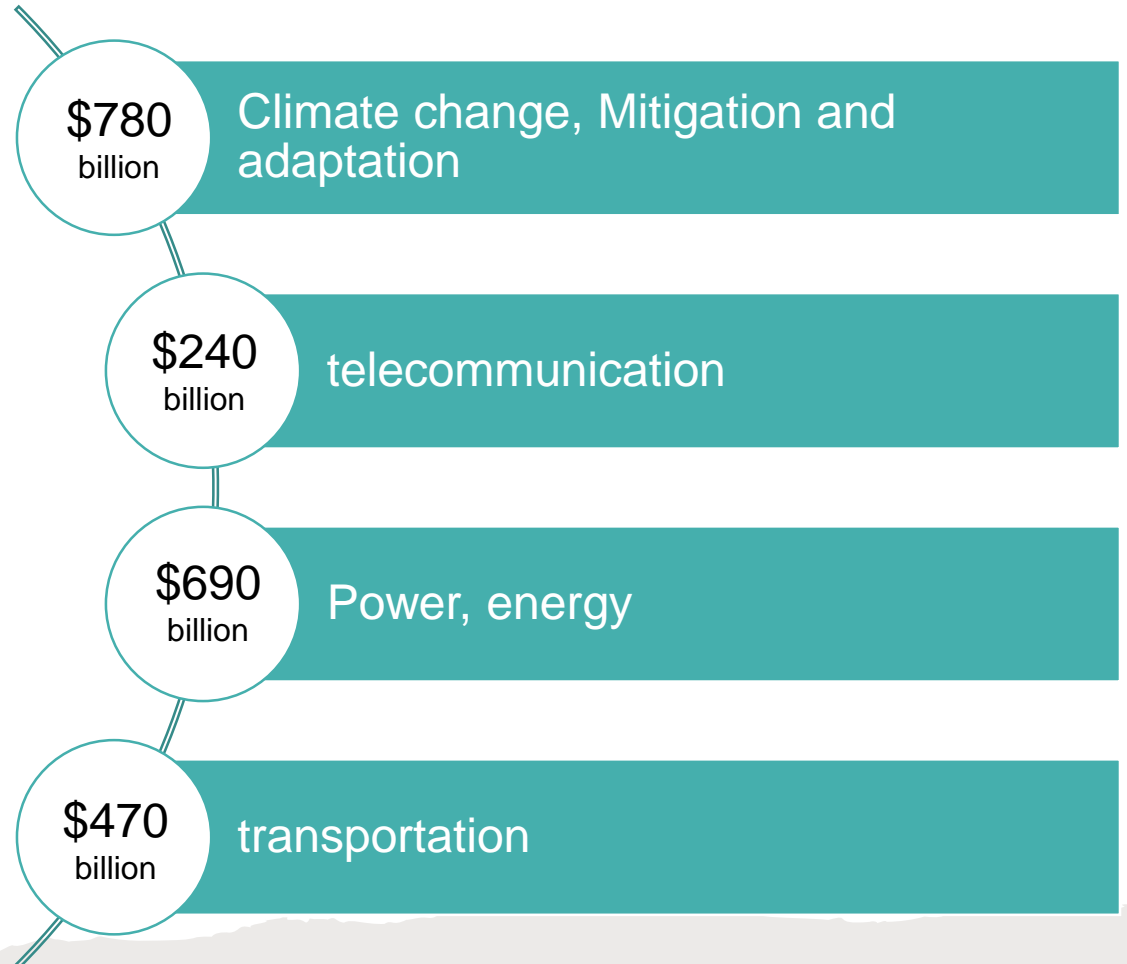 $780
billion
Climate change, Mitigation and
adaptation
$240
billion
telecommunication
$690
billion
Power, energy
$470
billion
transportation